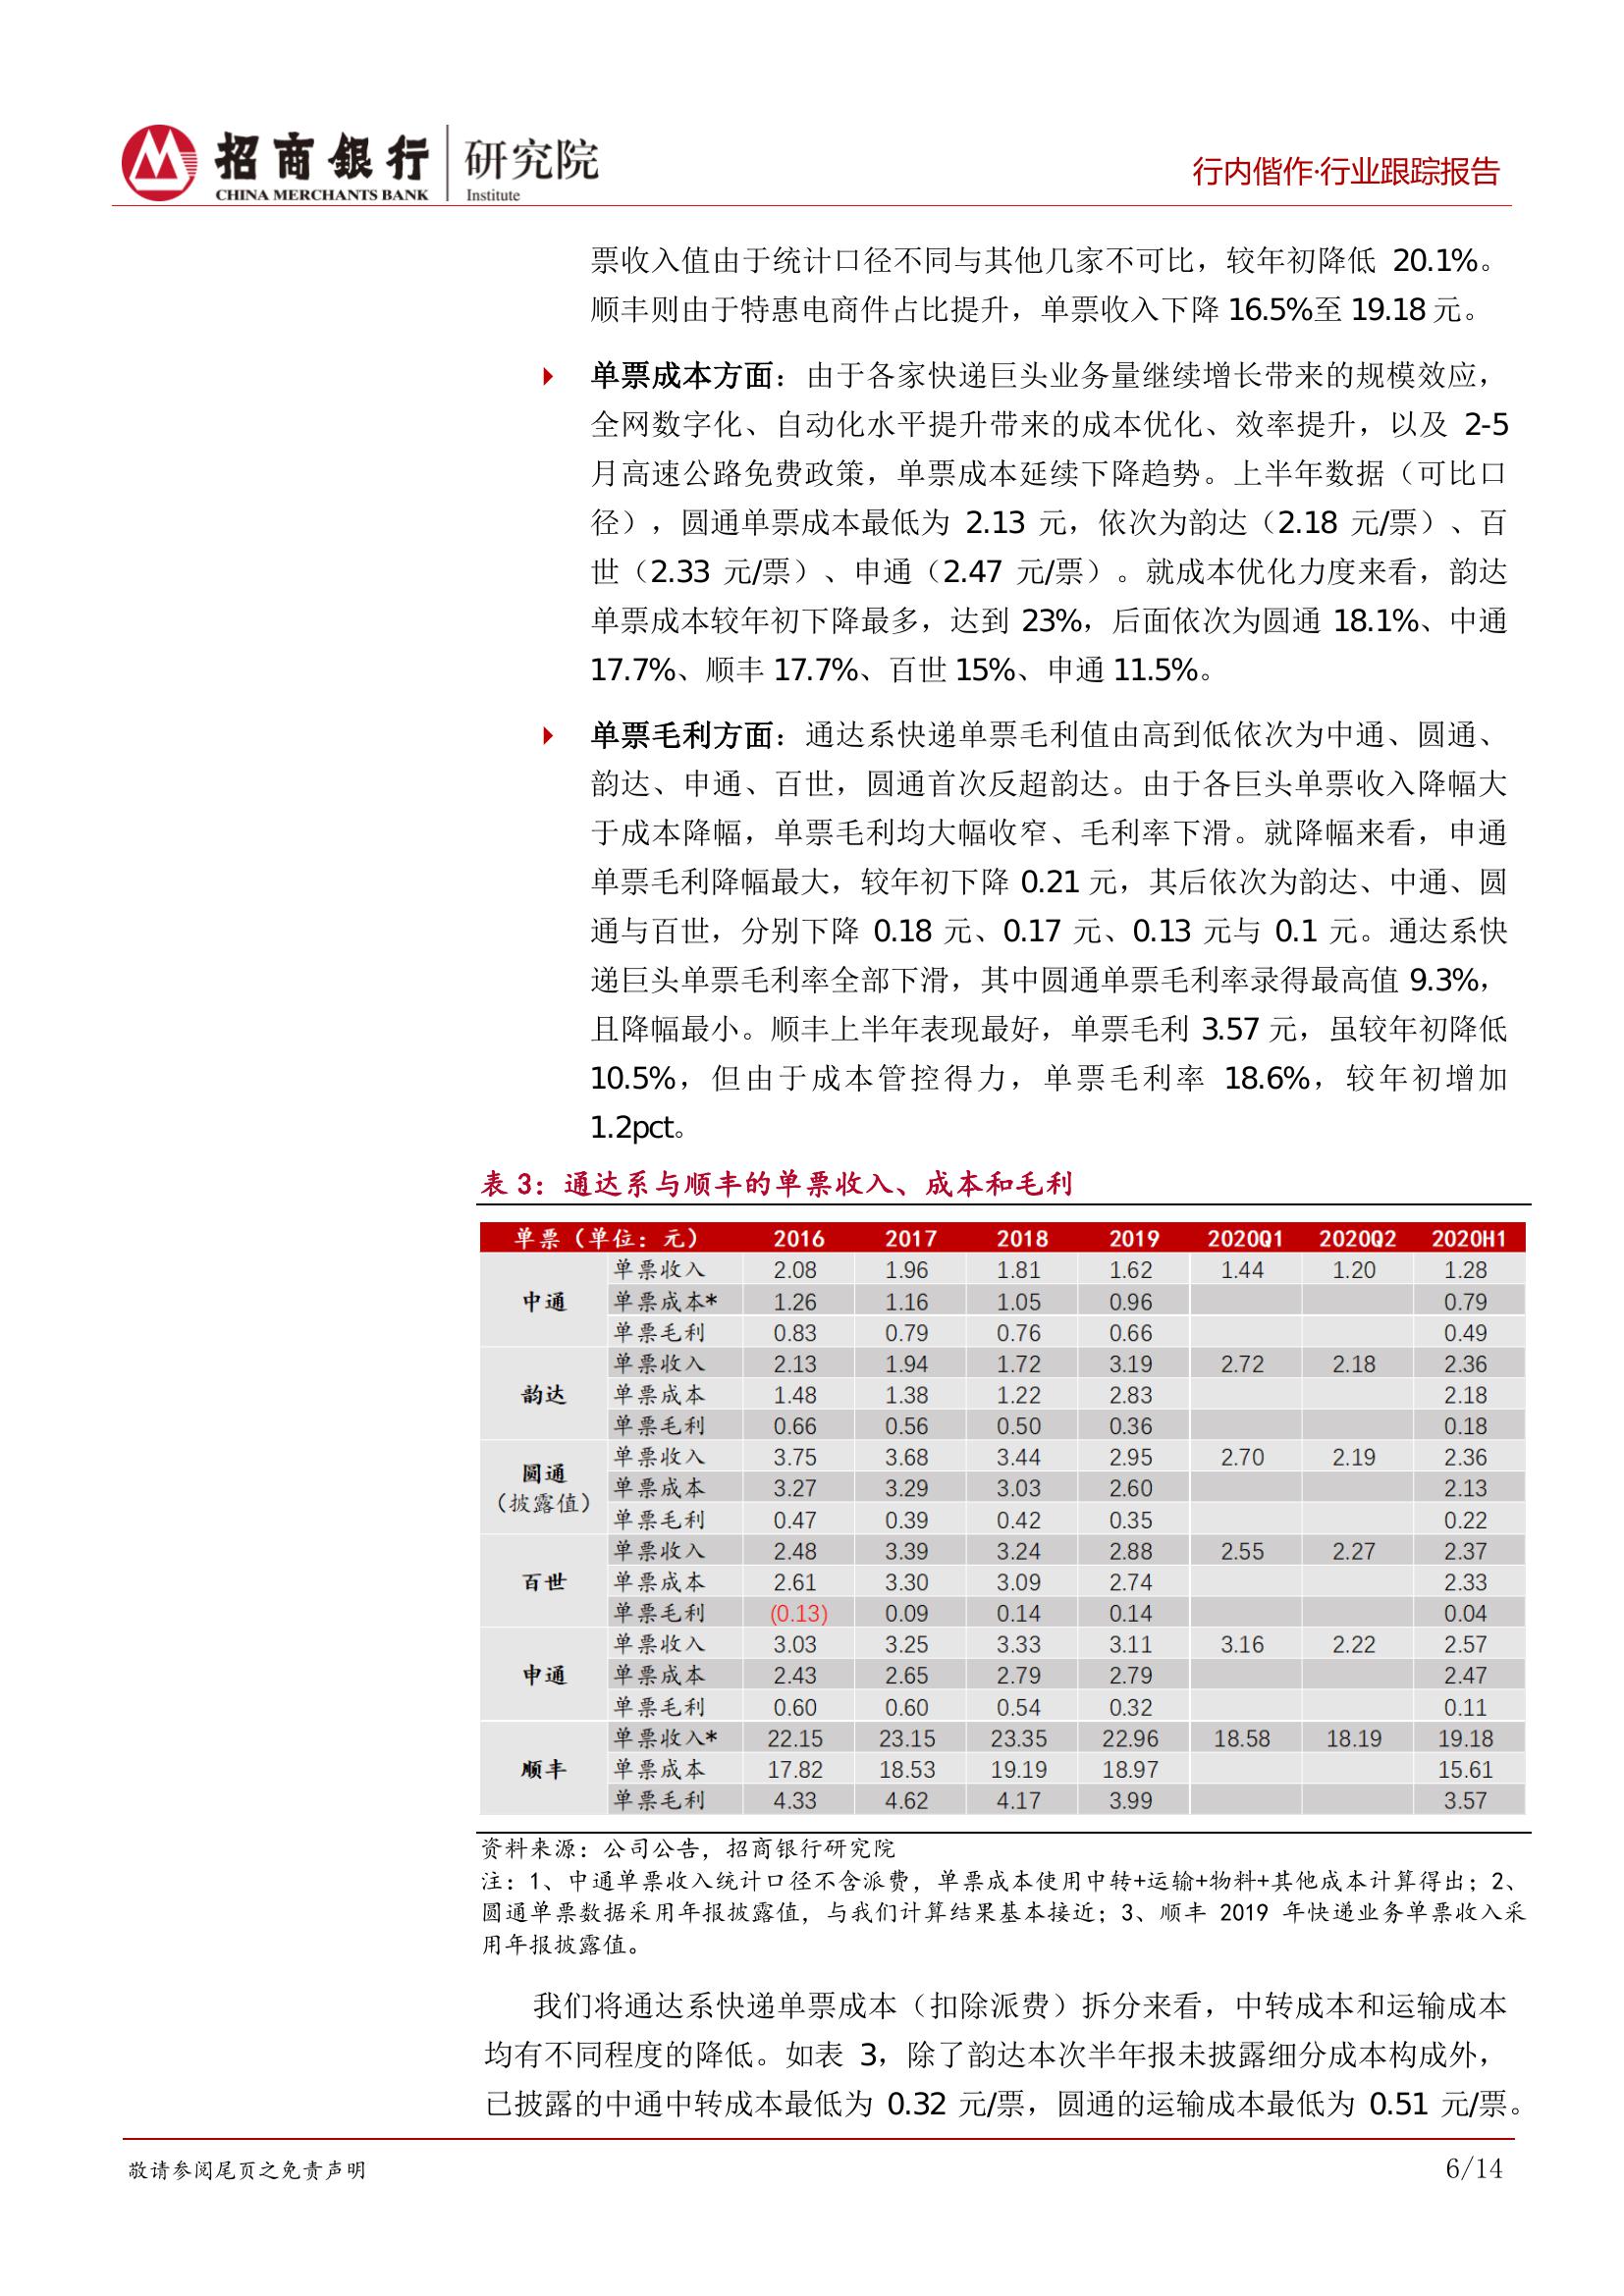 招商银行 研究院
CHINA MERCHANTS BANK Institute
行内偕作·行业跟踪报告
票收入值由于统计口径不同与其他几家不可比，较年初降低 20.1%。
顺丰则由于特惠电商件占比提升，单票收入下降 16.5%至 19.18 元。
单票成本方面：由于各家快递巨头业务量继续增长带来的规模效应，
全网数字化、自动化水平提升带来的成本优化、效率提升，以及 2-5
月高速公路免费政策，单票成本延续下降趋势。上半年数据（可比口
径），圆通单票成本最低为 2.13 元，依次为韵达（2.18 元/票）、百
世（2.33 元/票）、申通（2.47 元/票）。就成本优化力度来看，韵达
单票成本较年初下降最多，达到 23%，后面依次为圆通 18.1%、中通
17.7%、顺丰 17.7%、百世 15%、申通 11.5%。
单票毛利方面：通达系快递单票毛利值由高到低依次为中通、圆通、
韵达、申通、百世，圆通首次反超韵达。由于各巨头单票收入降幅大
于成本降幅，单票毛利均大幅收窄、毛利率下滑。就降幅来看，申通
单票毛利降幅最大，较年初下降 0.21 元，其后依次为韵达、中通、圆
通与百世，分别下降 0.18 元、0.17 元、0.13 元与 0.1 元。通达系快
递巨头单票毛利率全部下滑，其中圆通单票毛利率录得最高值 9.3%，
且降幅最小。顺丰上半年表现最好，单票毛利 3.57 元，虽较年初降低
10.5%，但由于成本管控得力，单票毛利率 18.6%，较年初增加
1.2pct。
表 3：通达系与顺丰的单票收入、成本和毛利
单票（单位：元） 2016 2017 2018 2019 2020Q1 2020Q2 2020H1
中通 单票收入 2.08 1.96 1.81 1.62 1.44 1.20 1.28
单票成本* 1.26 1.16 1.05 0.96 0.79
单票毛利 0.83 0.79 0.76 0.66 0.49
韵达 单票收入 2.13 1.94 1.72 3.19 2.72 2.18 2.36
单票成本 1.48 1.38 1.22 2.83 2.18
单票毛利 0.66 0.56 0.50 0.36 0.18
圆通（披露值） 单票收入 3.75 3.68 3.44 2.95 2.70 2.19 2.36
单票成本 3.27 3.29 3.03 2.60 2.13
单票毛利 0.47 0.39 0.42 0.35 0.22
百世 单票收入 2.48 3.39 3.24 2.88 2.55 2.27 2.37
单票成本 2.61 3.30 3.09 2.74 2.33
单票毛利 (0.13) 0.09 0.14 0.14 0.04
申通 单票收入 3.03 3.25 3.33 3.11 3.16 2.22 2.57
单票成本 2.43 2.65 2.79 2.79 2.47
单票毛利 0.60 0.60 0.54 0.32 0.11
顺丰 单票收入* 22.15 23.15 23.35 22.96 18.58 18.19 19.18
单票成本 17.82 18.53 19.19 18.97 15.61
单票毛利 4.33 4.62 4.17 3.99 3.57
资料来源：公司公告，招商银行研究院
注：1、中通单票收入统计口径不含派费，单票成本使用中转+运输+物料+其他成本计算得出；2、
圆通单票数据采用年报披露值，与我们计算结果基本接近；3、顺丰 2019 年快递业务单票收入采
用年报披露值。
我们将通达系快递单票成本（扣除派费）拆分来看，中转成本和运输成本
均有不同程度的降低。如表 3，除了韵达本次半年报未披露细分成本构成外，
已披露的中通中转成本最低为 0.32 元/票，圆通的运输成本最低为 0.51 元/票。
敬请参阅尾页之免责声明
6/14